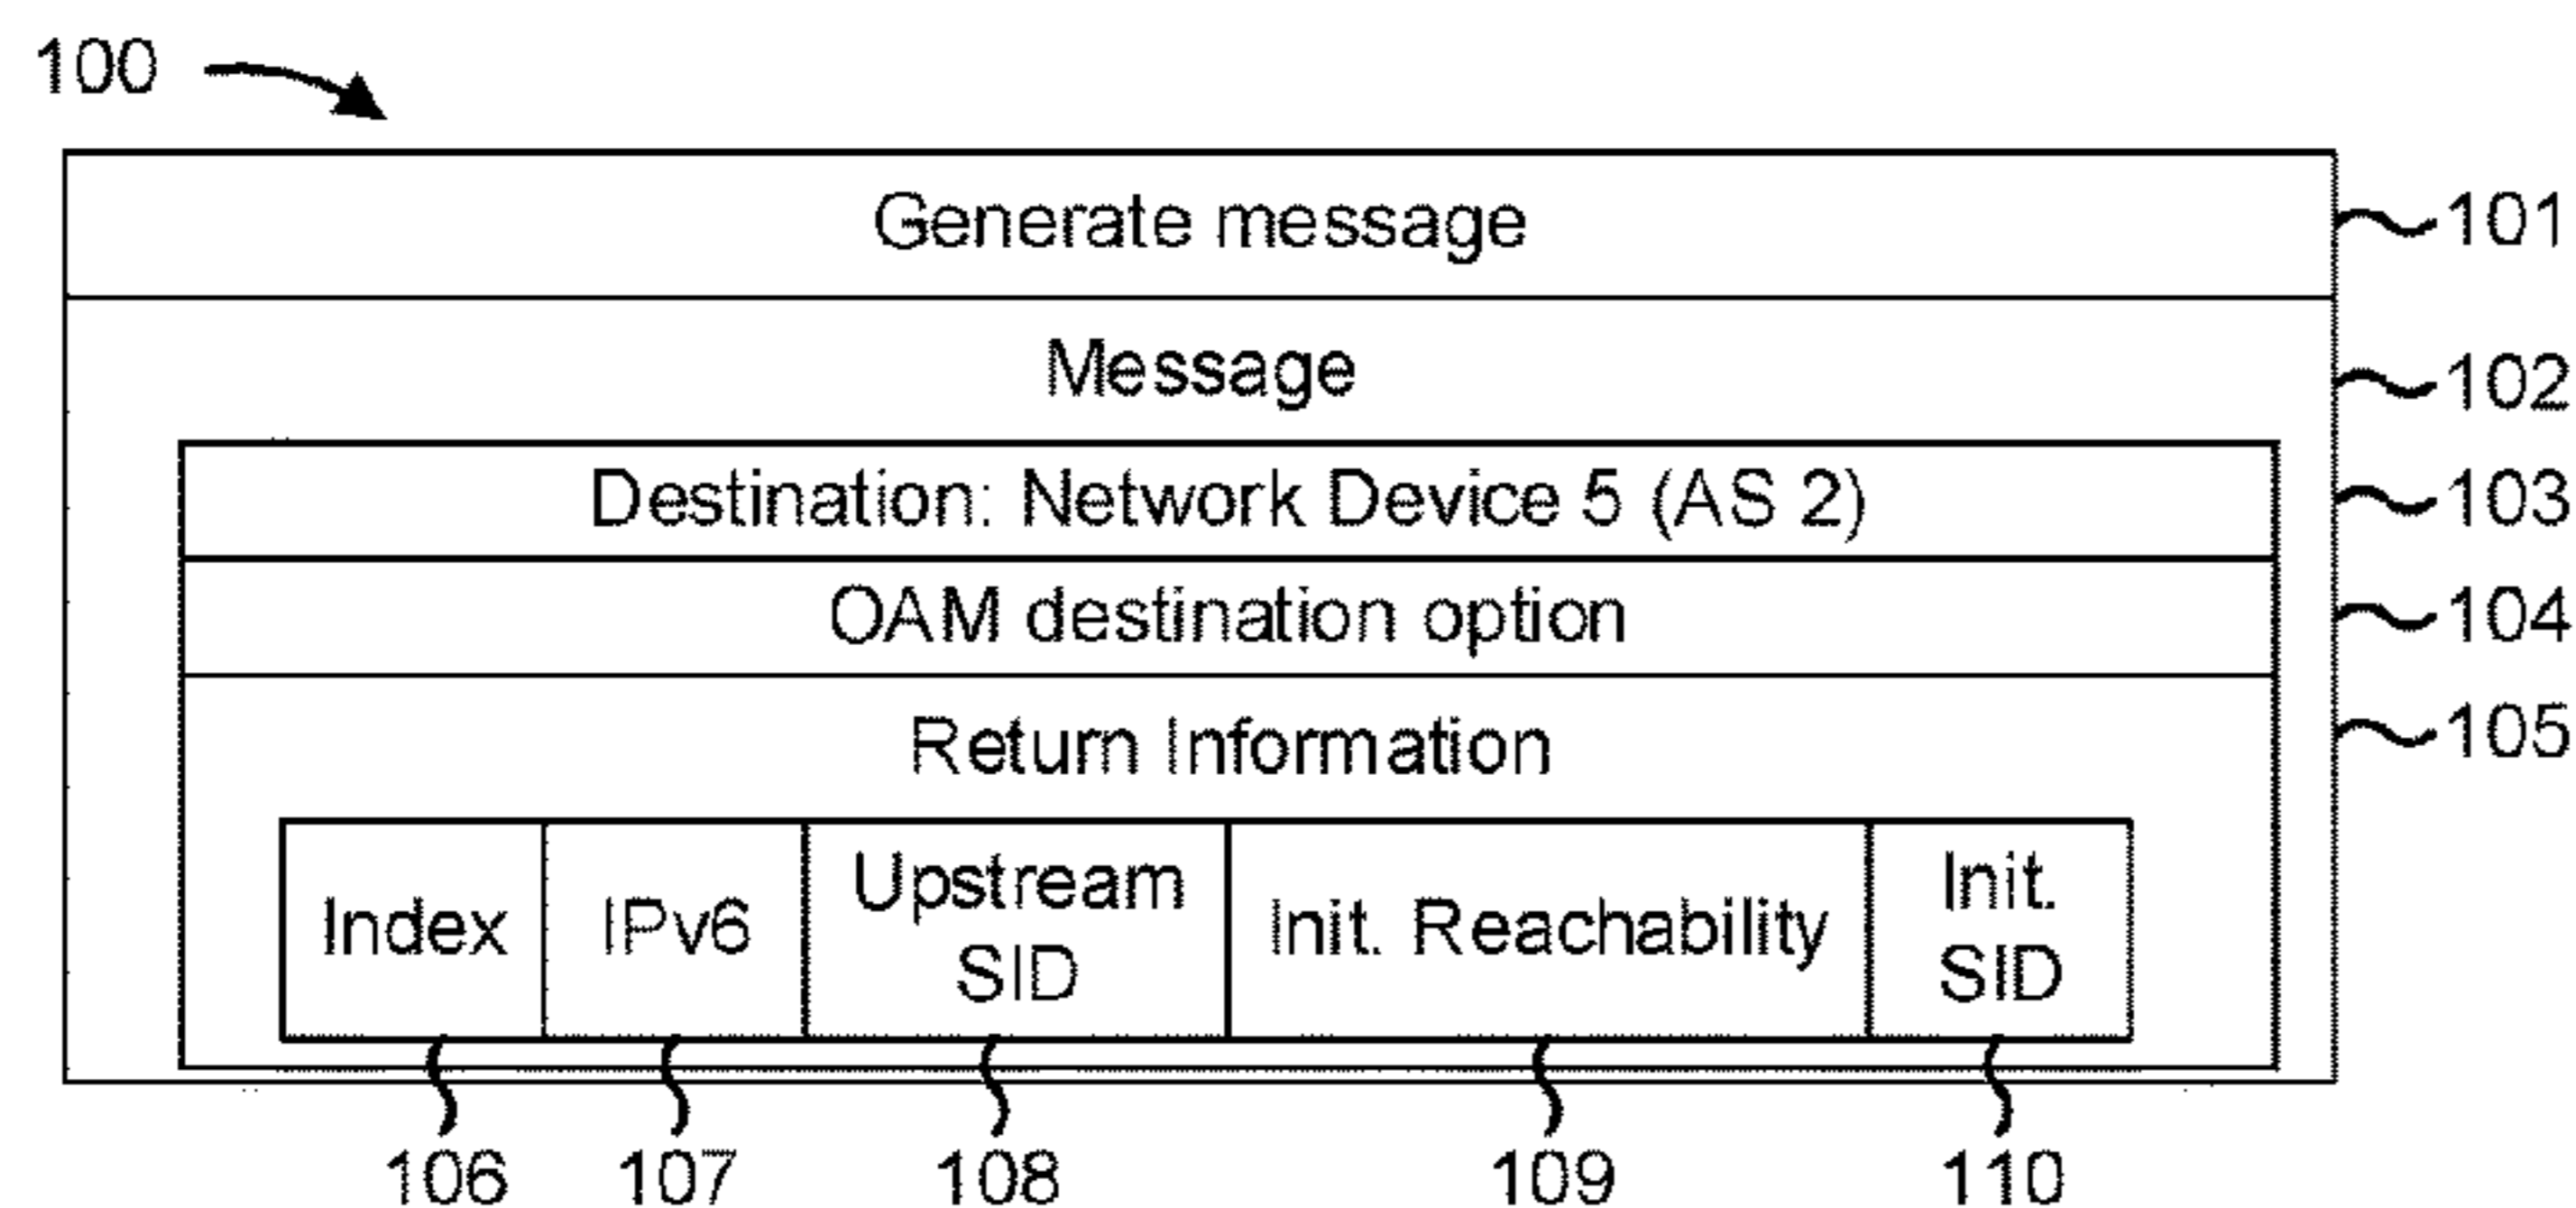 100
Generate message
101
Message
102
Destination: Network Device 5 (AS 2)
103
OAM destination option
104
Return Information
105
Index
IPv6
Upstream
SID
Init. Reachability
Init.
SID
106
107
108
109
110